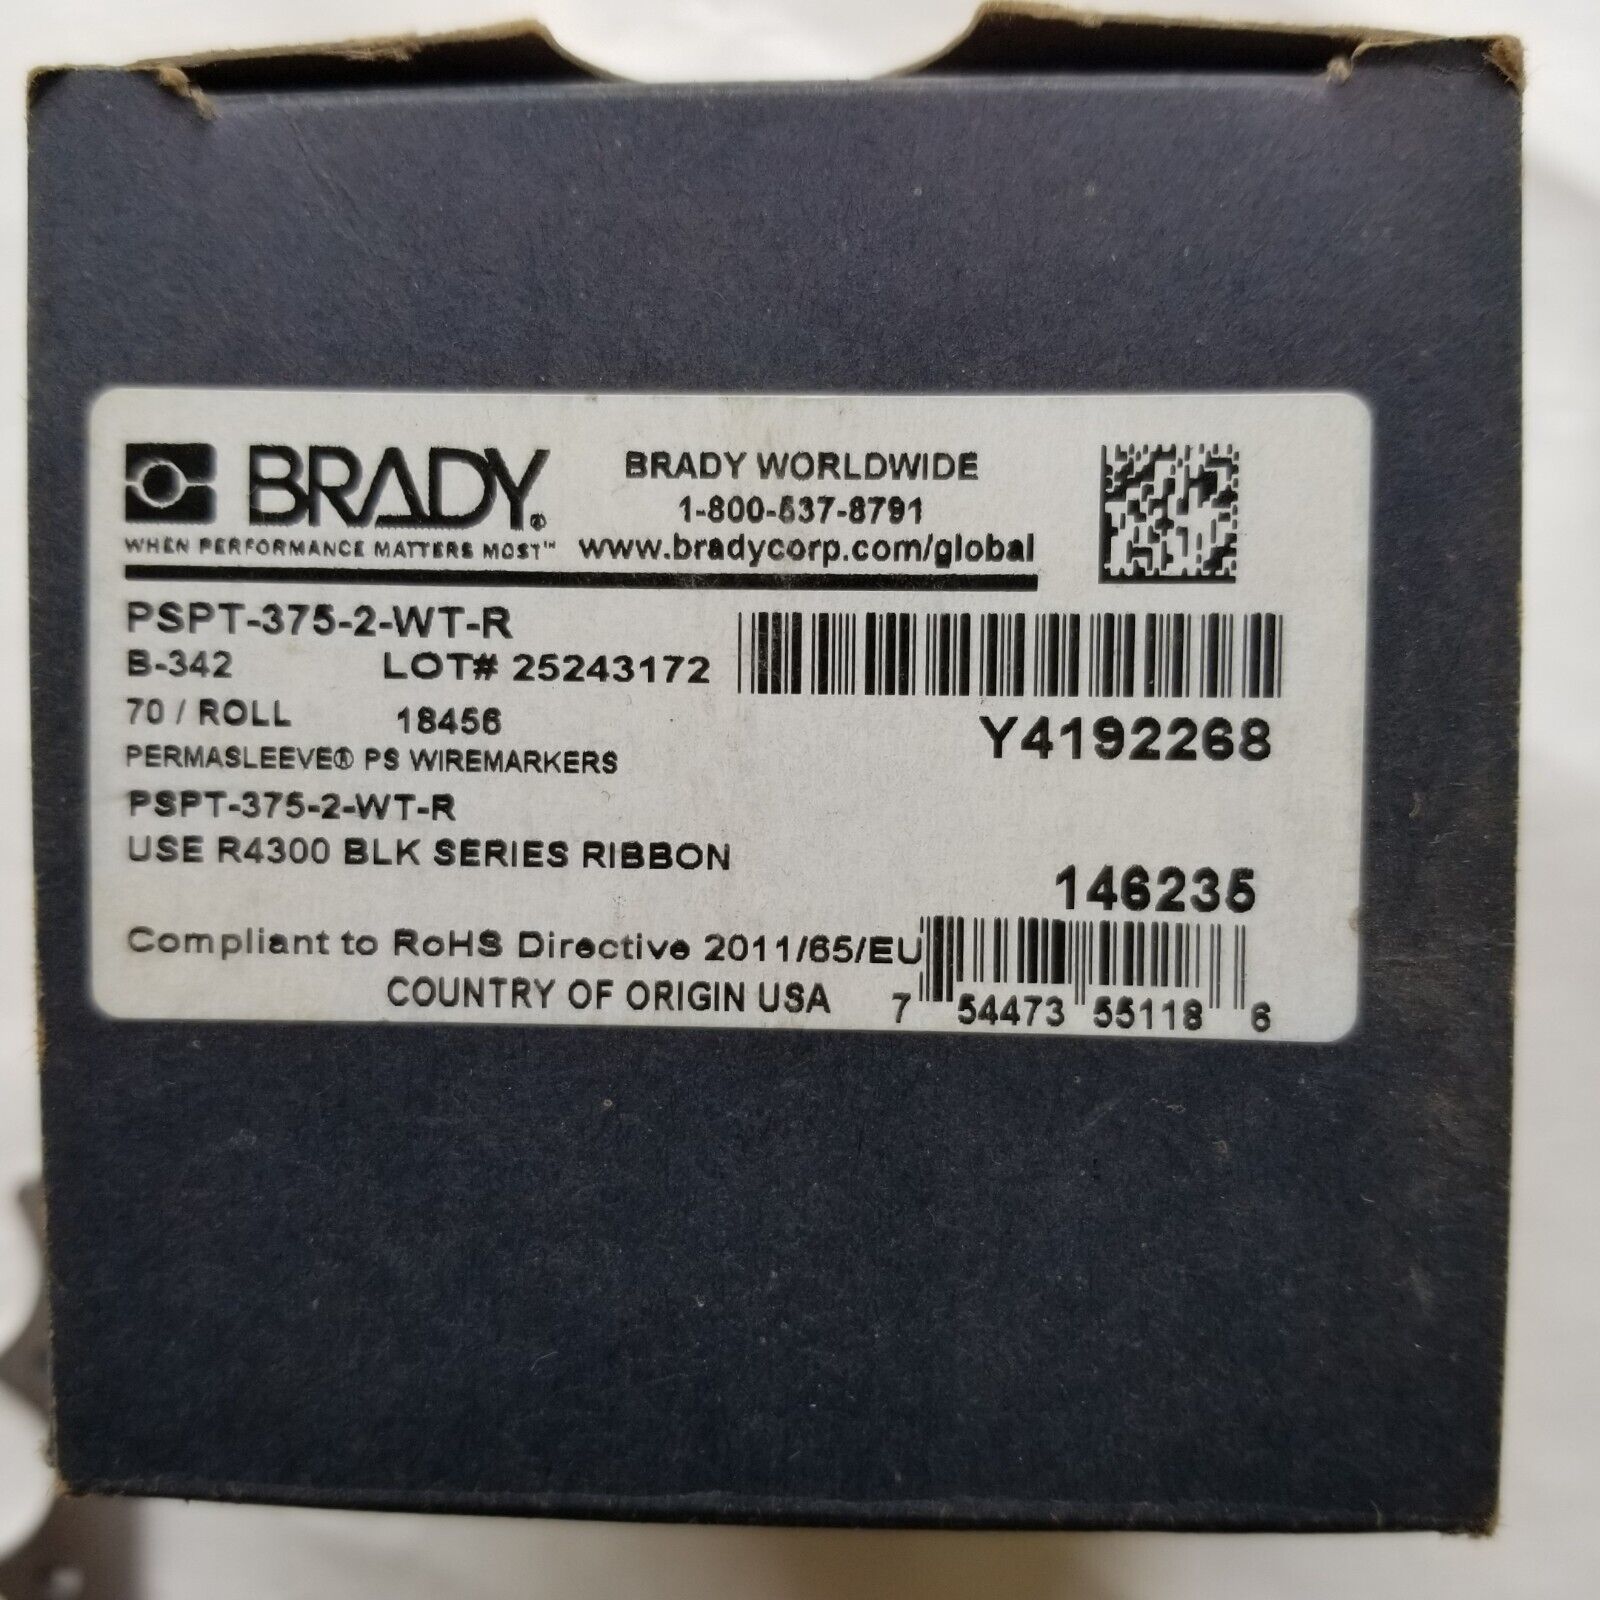 BRADY®
WHEN PERFORMANCE MATTERS MOST™
BRADY WORLDWIDE
1-800-537-8791
www.bradycorp.com/global
PSPT-375-2-WT-R
B-342 LOT# 25243172
70 / ROLL 18456
Y4192268
PERMASLEEVE® PS WIREMARKERS
PSPT-375-2-WT-R
USE R4300 BLK SERIES RIBBON
146235
Compliant to RoHS Directive 2011/65/EU
COUNTRY OF ORIGIN USA
7 54473 55118 6